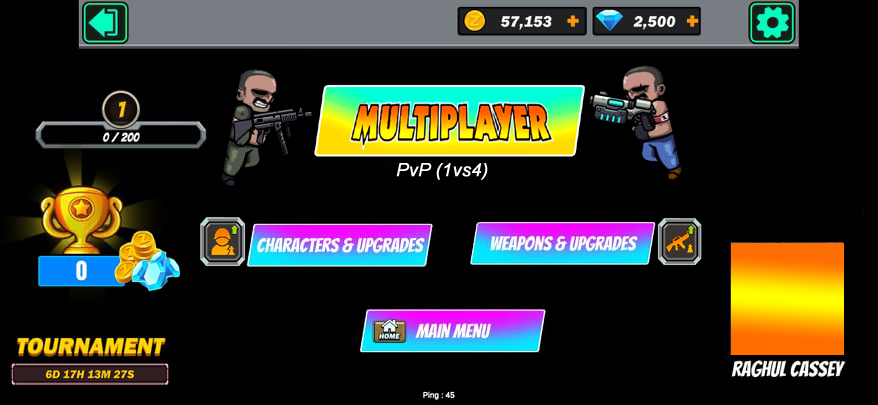 57,153
2,500
1
0 / 200
MULTIPLAYER
PvP (1vs4)
CHARACTERS & UPGRADES
WEAPONS & UPGRADES
0
HOME
MAIN MENU
TOURNAMENT
6D 17H 13M 27S
RAGHUL CASSEY
Ping : 45